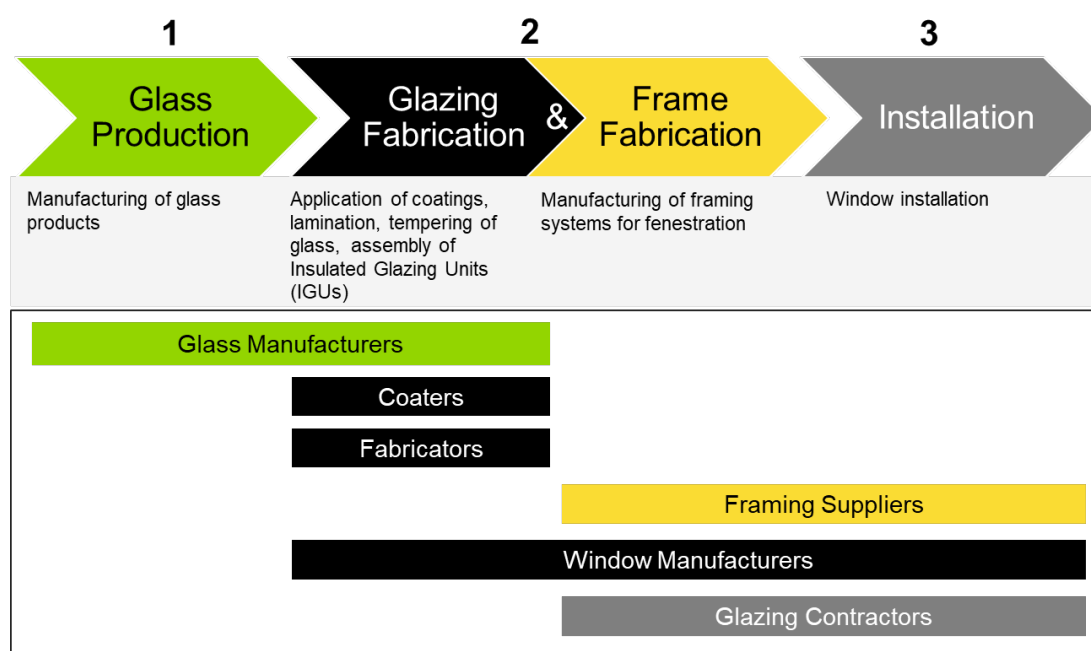 1
2
3
Glass
Production
Glazing
Fabrication
&
Frame
Fabrication
Installation
Manufacturing of glass
products
Application of coatings,
lamination, tempering of
glass, assembly of
Insulated Glazing Units
(IGUs)
Manufacturing of framing
systems for fenestration
Window installation
Glass Manufacturers
Coaters
Fabricators
Framing Suppliers
Window Manufacturers
Glazing Contractors